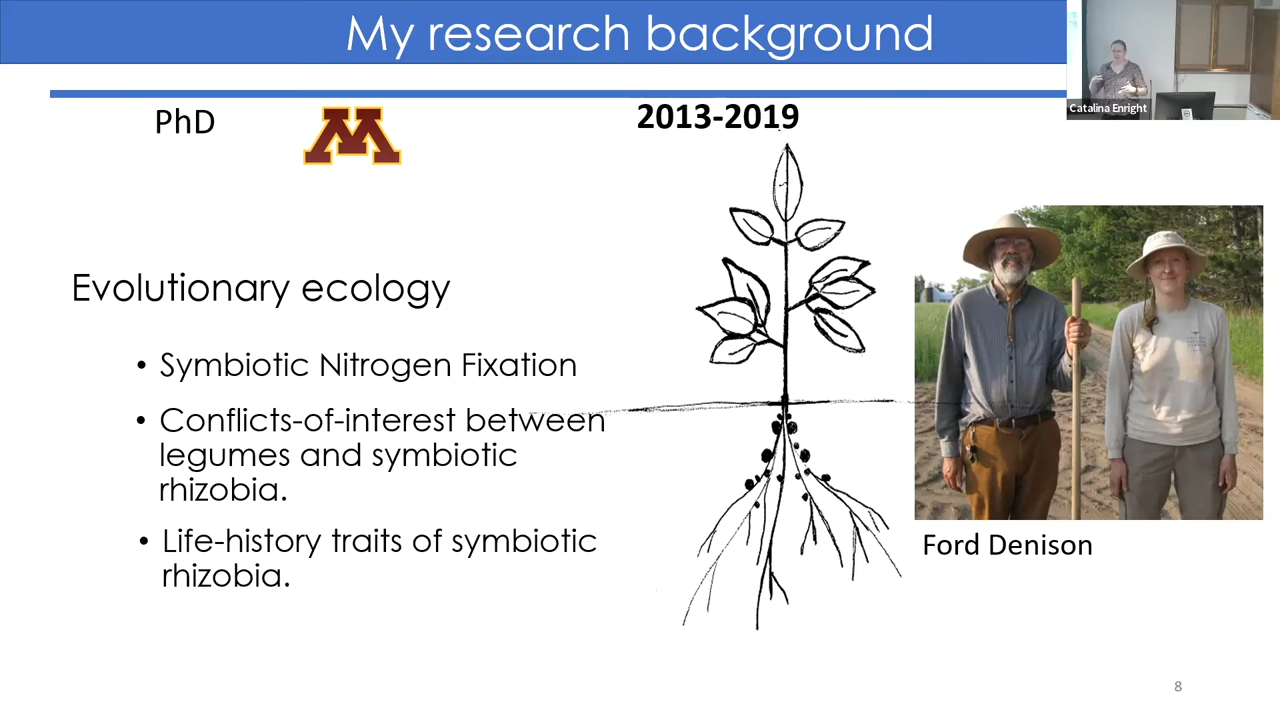 My research background
Catalina Enright
PhD
M
2013-2019
Evolutionary ecology
• Symbiotic Nitrogen Fixation
• Conflicts-of-interest between
legumes and symbiotic
rhizobia.
• Life-history traits of symbiotic
rhizobia.
Ford Denison
8